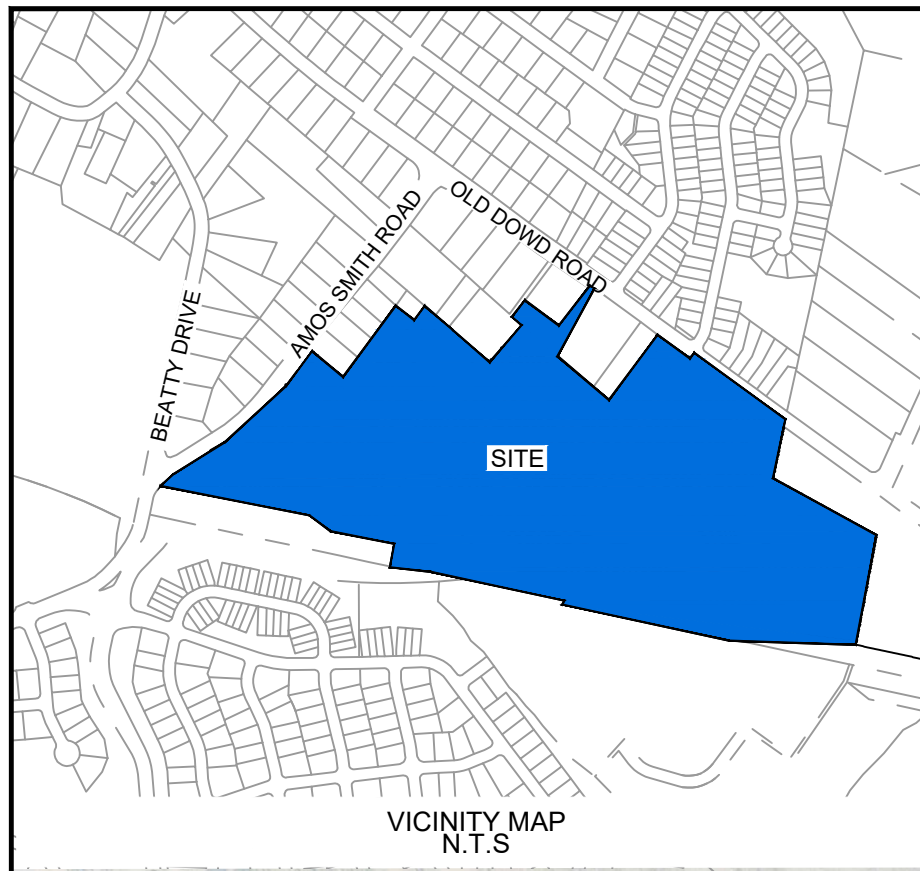 OLD DOWD ROAD
AMOS SMITH ROAD
BEATTY DRIVE
SITE
VICINITY MAP
N.T.S